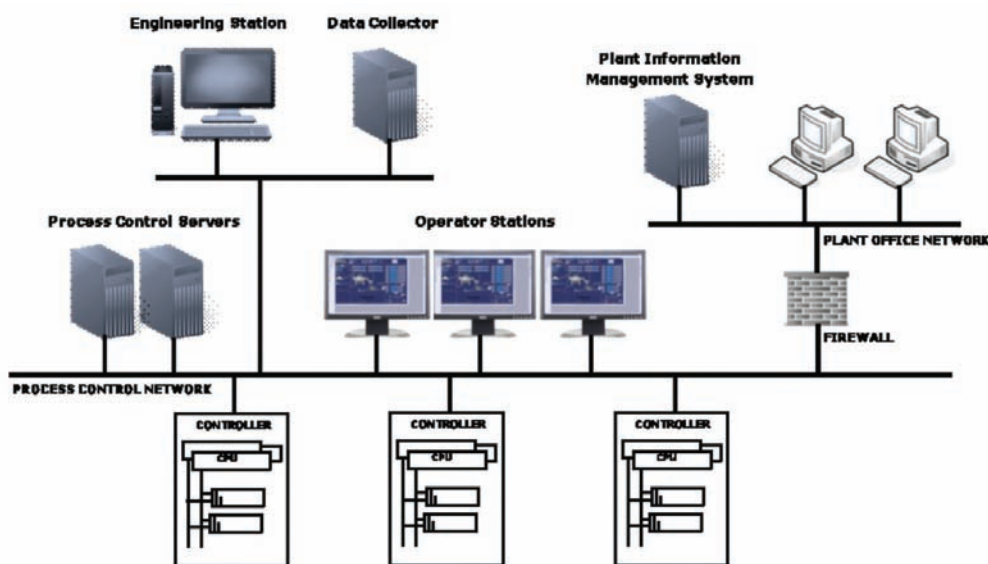 Engineering Station
Data Collector
Plant Information
Management System
Process Control Servers
Operator Stations
PLANT OFFICE NETWORK
FIREWALL
PROCESS CONTROL NETWORK
CONTROLLER
CPU
CONTROLLER
CPU
CONTROLLER
CPU